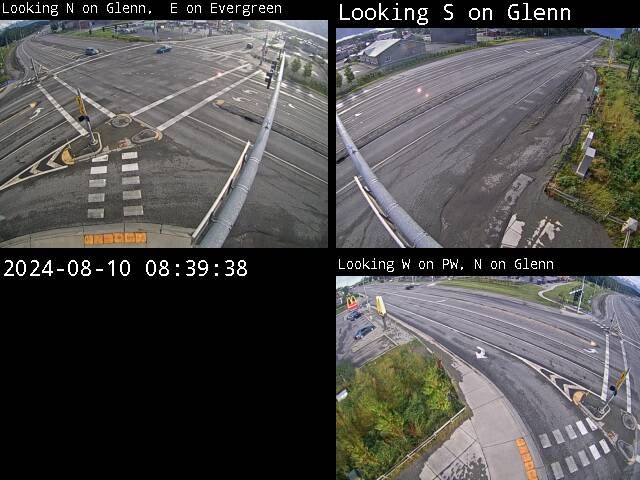 Looking N on Glenn,  E on Evergreen
Looking S on Glenn
2024-08-10 08:39:38
Looking W on PW, N on Glenn